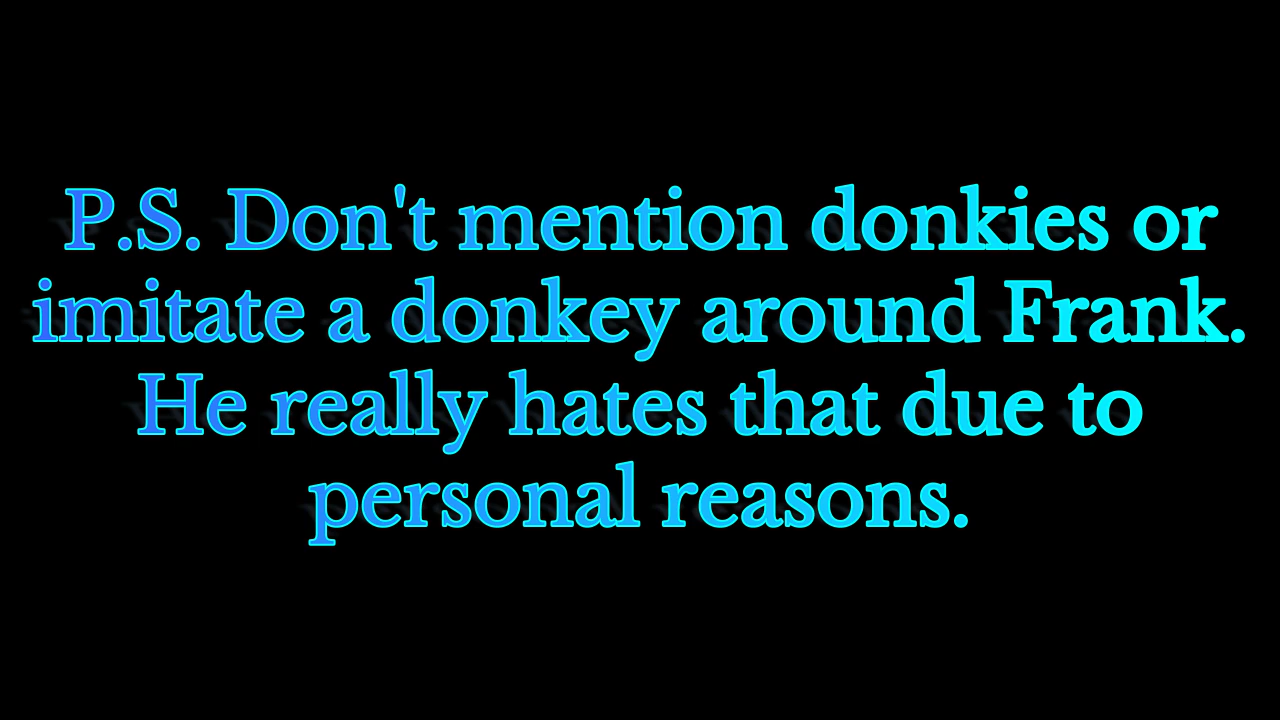 P.S. Don't mention donkies or
imitate a donkey around Frank.
He really hates that due to
personal reasons.